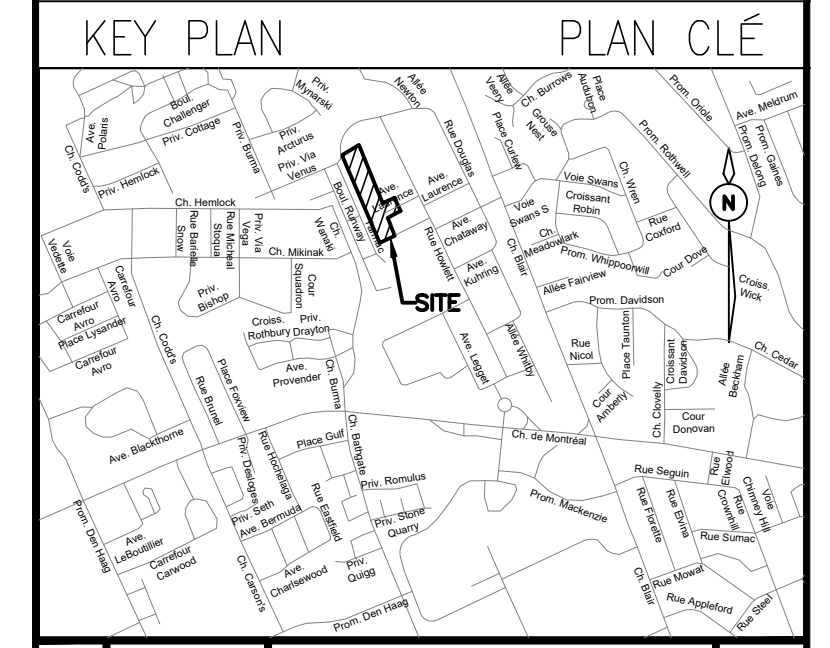 KEY PLAN
PLAN CLÉ
Priv.
Mynarski
Allée
Newton
Allée
Veery
Ch. Burrows
Place
Audubon
Prom. Oriole
Ave. Meldrum
Boul.
Challenger
Ave.
Polaris
Priv. Cottage
Priv. Burma
Priv.
Arcturus
Priv. Via
Venus
Rue Douglas
Place Curlew
Grouse
Nest
Prom. Rothwell
Prom. Delong
Prom. Gaines
Ch. Codd's
Priv. Hemlock
Boul. Runway
Ave.
Ave.
Laurence
Voie Swans
Ch. Wren
Croissant
Robin
N
Ch. Hemlock
Voie
Swans S
Rue
Coxford
Voie
Vedette
Rue Barielle
Snow
Rue Micheal
Stoqua
Priv. Via
Vega
Ch.
Wanaki
Ch. Mikinak
Rue Howlett
Ave.
Chataway
Ch. Blair
Ch.
Meadowlark
Prom. Whippoorwill
Cour Dove
Carrefour
Avro
Priv.
Bishop
Cour
Squadron
Ave.
Kuhring
Allée Fairview
Croiss.
Wick
SITE
Prom. Davidson
Carrefour
Avro
Place Lysander
Carrefour
Avro
Ch. Codd's
Croiss.
Rothbury
Priv.
Drayton
Ave.
Provender
Ch. Burma
Ave. Legget
Allée Whitby
Rue
Nicol
Place Taunton
Croissant
Davidson
Allée
Beckham
Ch. Cedar
Rue Brunel
Place Foxview
Cour
Amberly
Ch. Clovelly
Cour
Donovan
Ave. Blackthorne
Place Gulf
Ch. Bathgate
Ch. de Montréal
Rue Hochelaga
Priv. Desloges
Rue Seguin
Rue
Elwood
Priv. Romulus
Prom. Den Haag
Priv. Seth
Ave. Bermuda
Rue Eastfield
Priv. Stone
Quarry
Prom. Mackenzie
Rue Florette
Rue Elvina
Rue
Crownhill
Voie
Chimney Hill
Rue Sumac
Ave.
LeBoutillier
Carrefour
Carwood
Ch. Carson's
Ave.
Charlsewood
Priv.
Quigg
Prom. Den Haag
Ch. Blair
Rue Mowat
Rue Appleford
Rue Steel